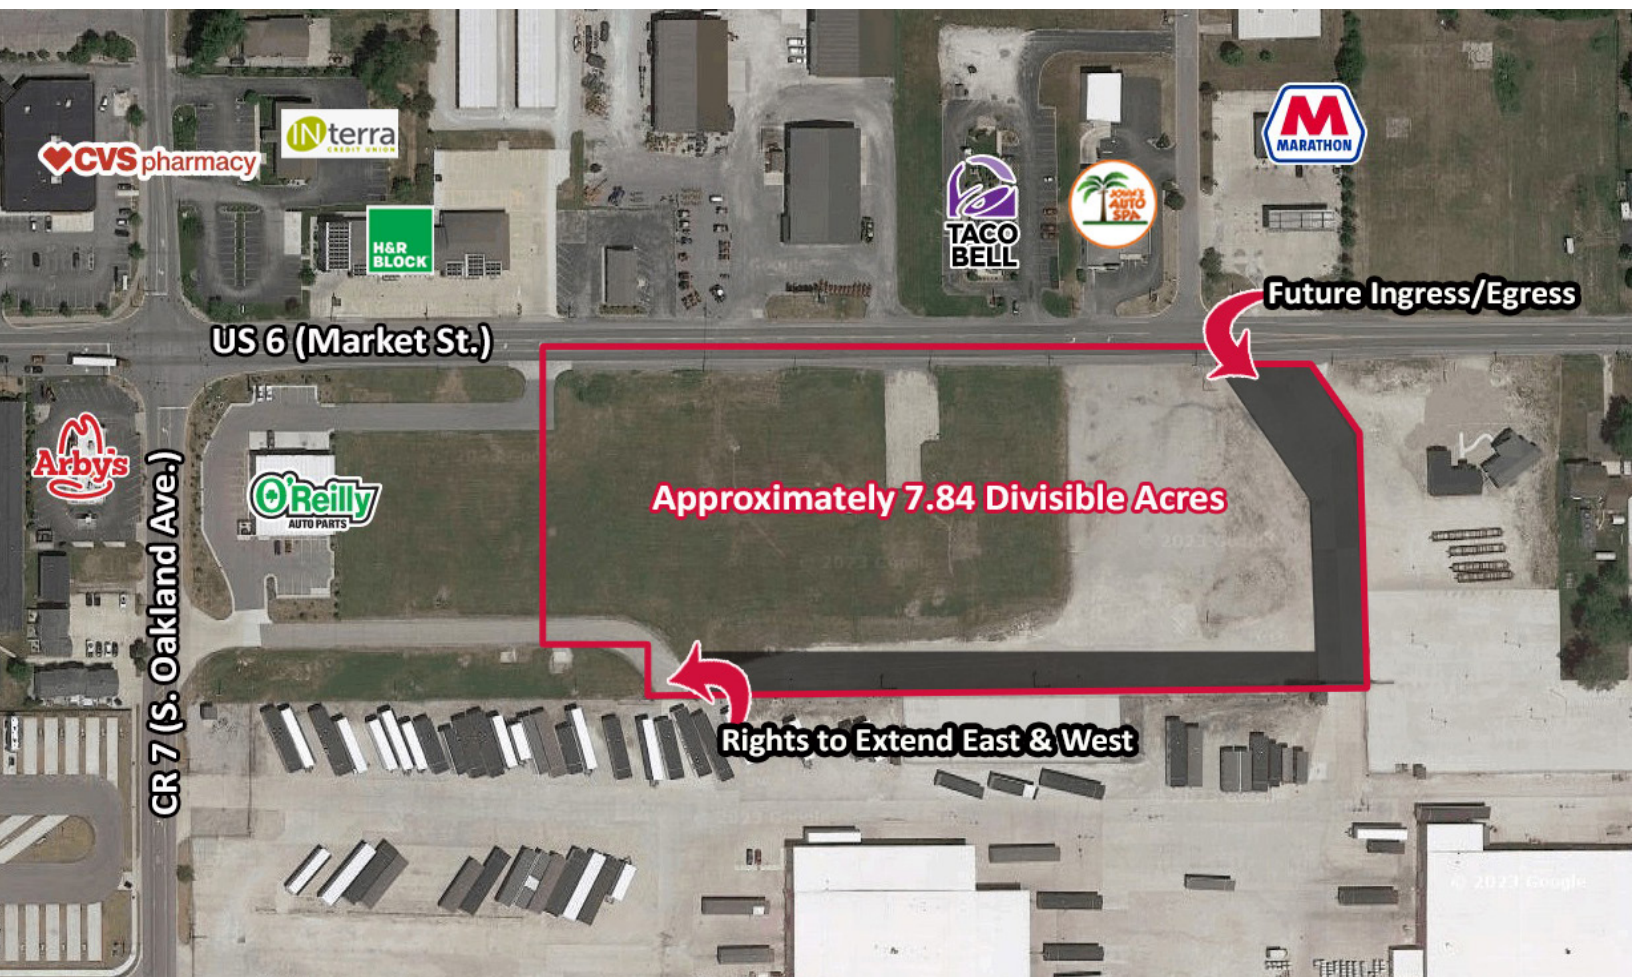 CVS pharmacy
INterra
CREDIT UNION
H&R
BLOCK
TACO
BELL
JOHN'S
AUTO
SPA
M
MARATHON
Future Ingress/Egress
US 6 (Market St.)
Arby's
O'Reilly
AUTO PARTS
CR 7 (S. Oakland Ave.)
Approximately 7.84 Divisible Acres
Rights to Extend East & West
© 2023 Google
© 2023 Google